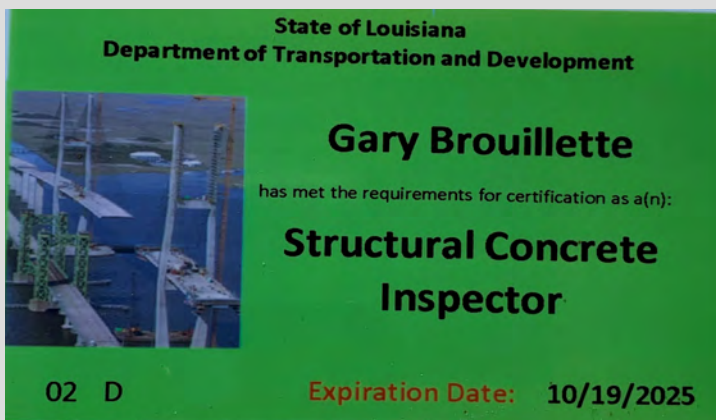 State of Louisiana
Department of Transportation and Development
Gary Brouillette
has met the requirements for certification as a(n):
Structural Concrete
Inspector
02 D
Expiration Date: 10/19/2025